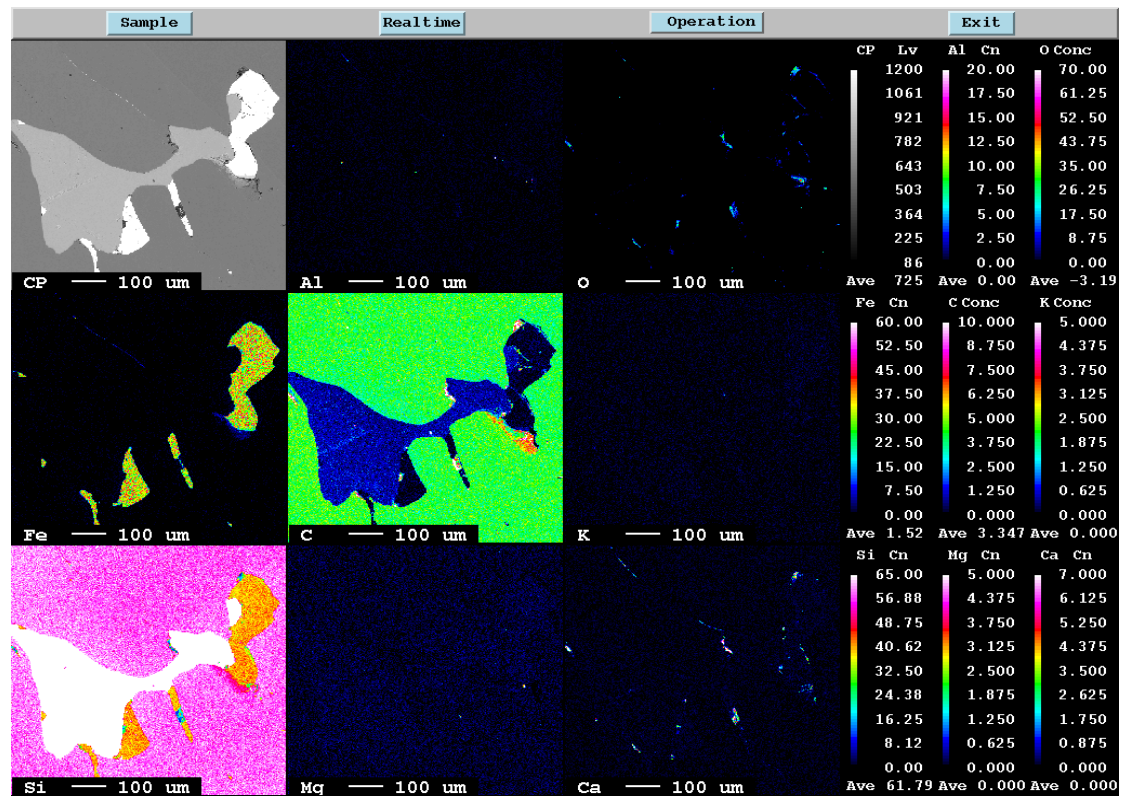 Sample Realtime Operation Exit
CP Lv Al Cn O Conc
1200 20.00 70.00
1061 17.50 61.25
921 15.00 52.50
782 12.50 43.75
643 10.00 35.00
503 7.50 26.25
364 5.00 17.50
225 2.50 8.75
86 0.00 0.00
CP 100 um Al 100 um O 100 um Ave 725 Ave 0.00 Ave -3.19
Fe Cn C Conc K Conc
60.00 10.000 5.000
52.50 8.750 4.375
45.00 7.500 3.750
37.50 6.250 3.125
30.00 5.000 2.500
22.50 3.750 1.875
15.00 2.500 1.250
7.50 1.250 0.625
0.00 0.000 0.000
Fe 100 um C 100 um K 100 um Ave 1.52 Ave 3.347 Ave 0.000
Si Cn Mg Cn Ca Cn
65.00 5.000 7.000
56.88 4.375 6.125
48.75 3.750 5.250
40.62 3.125 4.375
32.50 2.500 3.500
24.38 1.875 2.625
16.25 1.250 1.750
8.12 0.625 0.875
0.00 0.000 0.000
Si 100 um Mg 100 um Ca 100 um Ave 61.79 Ave 0.000 Ave 0.000